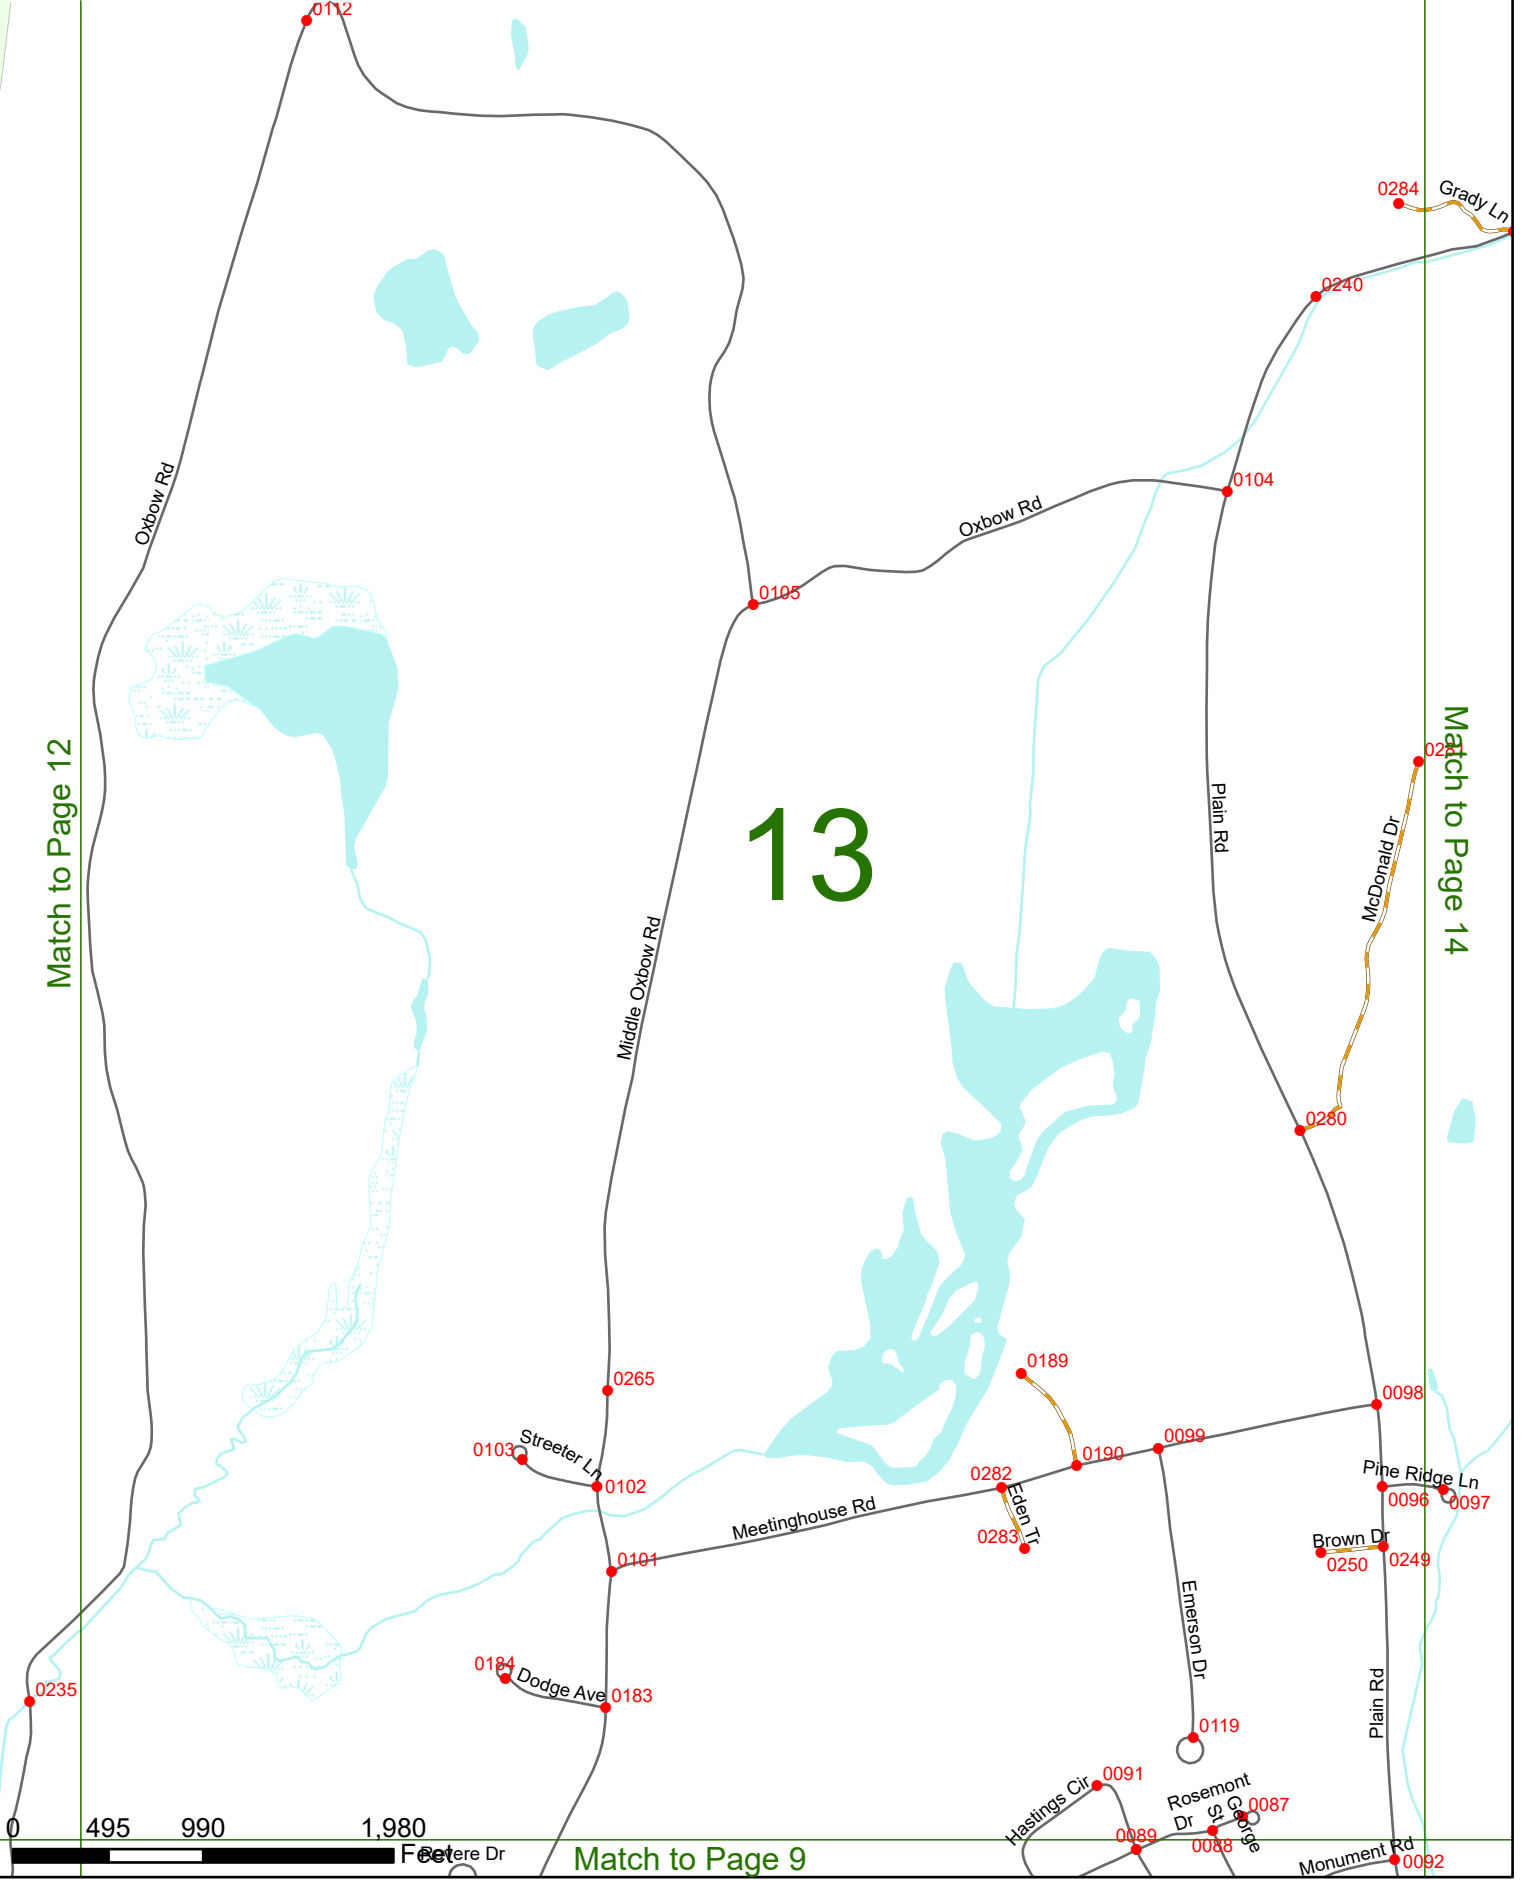 0112
0284
Grady Ln
0240
Oxbow Rd
0104
Oxbow Rd
0105
Match to Page 12
Match to Page 14
Plain Rd
13
McDonald Dr
Middle Oxbow Rd
0280
0265
0189
0098
0103
Streeter Ln
0102
0190
0099
0282
Eden Tr
Pine Ridge Ln
0096
0097
Meetinghouse Rd
0283
0101
Brown Dr
0250
0249
Emerson Dr
0184
Dodge Ave
0183
0235
Plain Rd
0119
0091
Hastings Cir
Rosemont Dr
George St
0087
0089
0088
0 495 990 1,980
Feet
Revere Dr
Match to Page 9
Monument Rd
0092